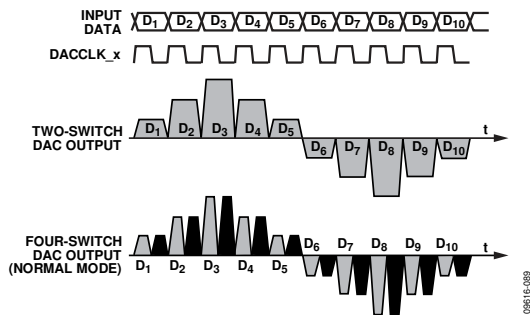 INPUT
DATA
D1 D2 D3 D4 D5 D6 D7 D8 D9 D10
DACCLK_x
TWO-SWITCH
DAC OUTPUT
D1 D2 D3 D4 D5
t
D6 D7 D8 D9 D10
FOUR-SWITCH
DAC OUTPUT
(NORMAL MODE)
D6 D7 D8 D9 D10
t
D1 D2 D3 D4 D5
09616-089